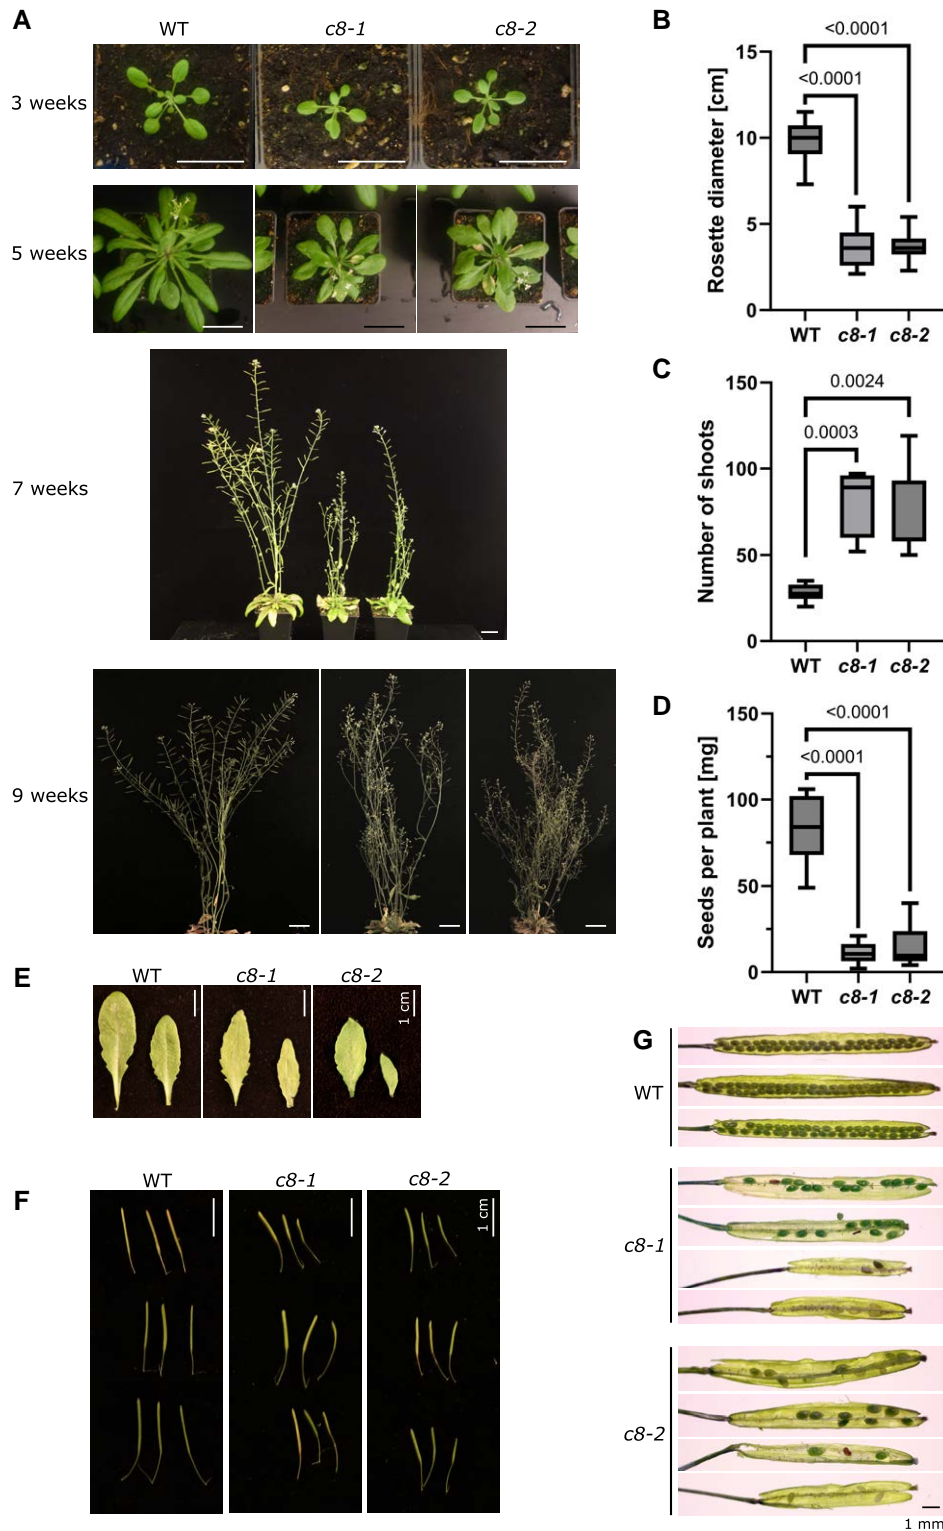 A
WT
c8-1
c8-2
3 weeks
5 weeks
7 weeks
9 weeks
B
<0.0001
<0.0001
15
10
5
0
Rosette diameter [cm]
WT
c8-1
c8-2
C
0.0024
0.0003
150
100
50
0
Number of shoots
WT
c8-1
c8-2
D
<0.0001
<0.0001
150
100
50
0
Seeds per plant [mg]
WT
c8-1
c8-2
E
WT
c8-1
c8-2
1 cm
F
WT
c8-1
c8-2
1 cm
G
WT
c8-1
c8-2
1 mm